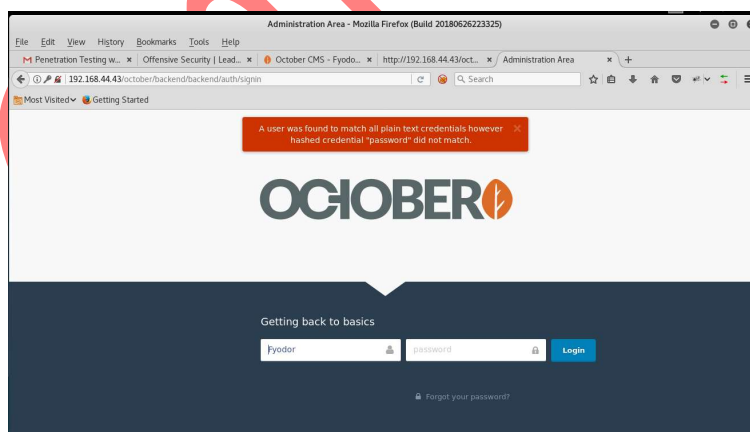 Administration Area - Mozilla Firefox (Build 20180626223325)
File Edit View History Bookmarks Tools Help
Penetration Testing w... Offensive Security | Lead... October CMS - Fyodo... http://192.168.44.43/oct... Administration Area
192.168.44.43/october/backend/backend/auth/signin Search
Most Visited Getting Started
A user was found to match all plain text credentials however
hashed credential "password" did not match.
OCTOBER
Getting back to basics
Fyodor password Login
Forgot your password?